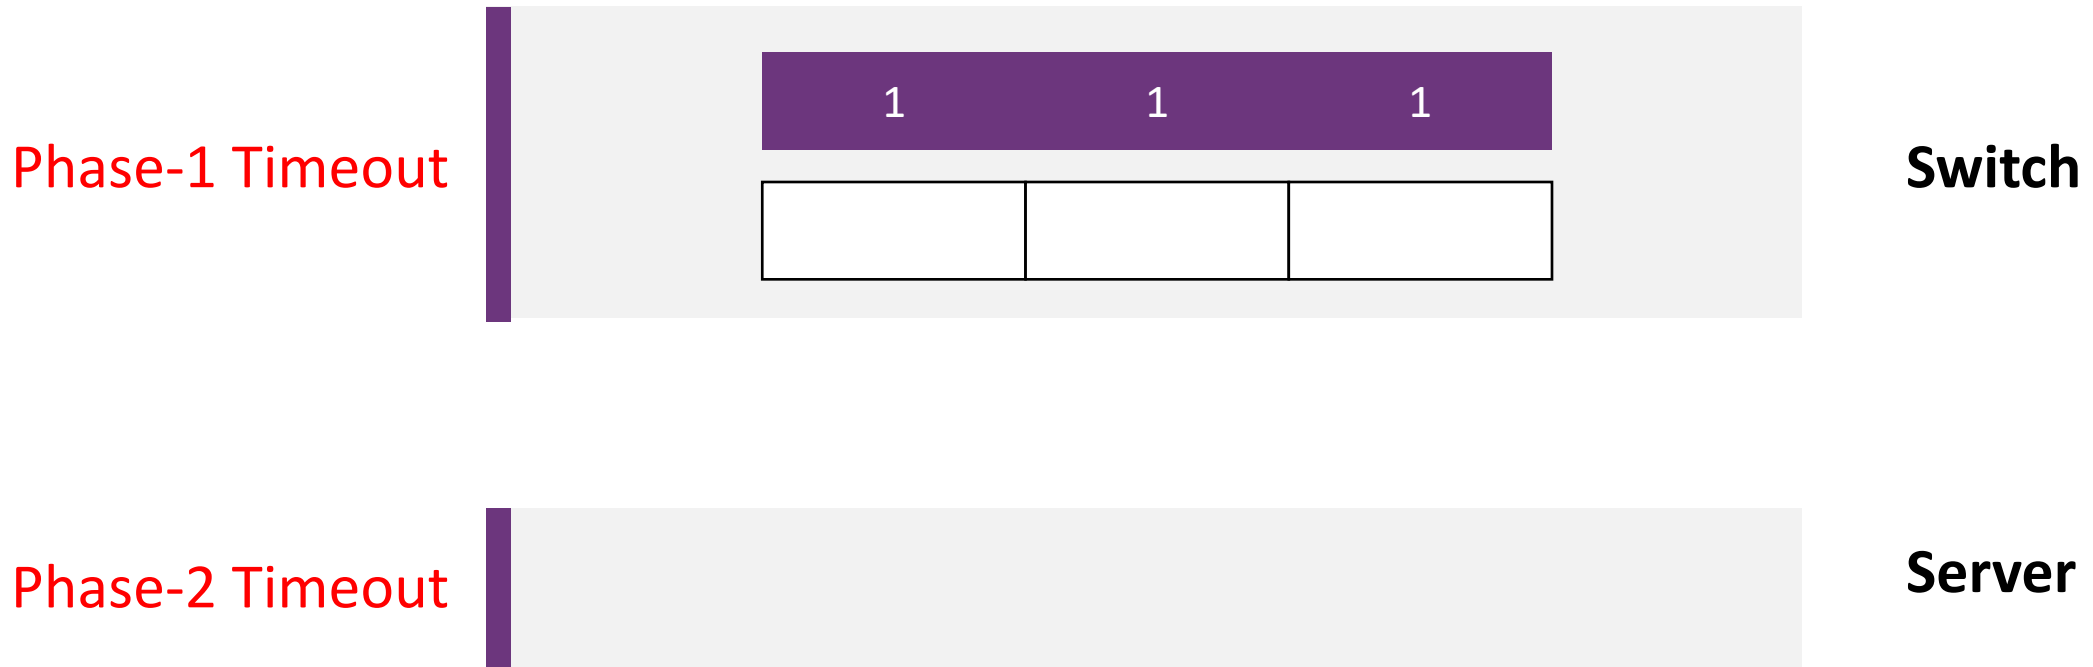 1 1 1
Phase-1 Timeout
Switch
Phase-2 Timeout
Server